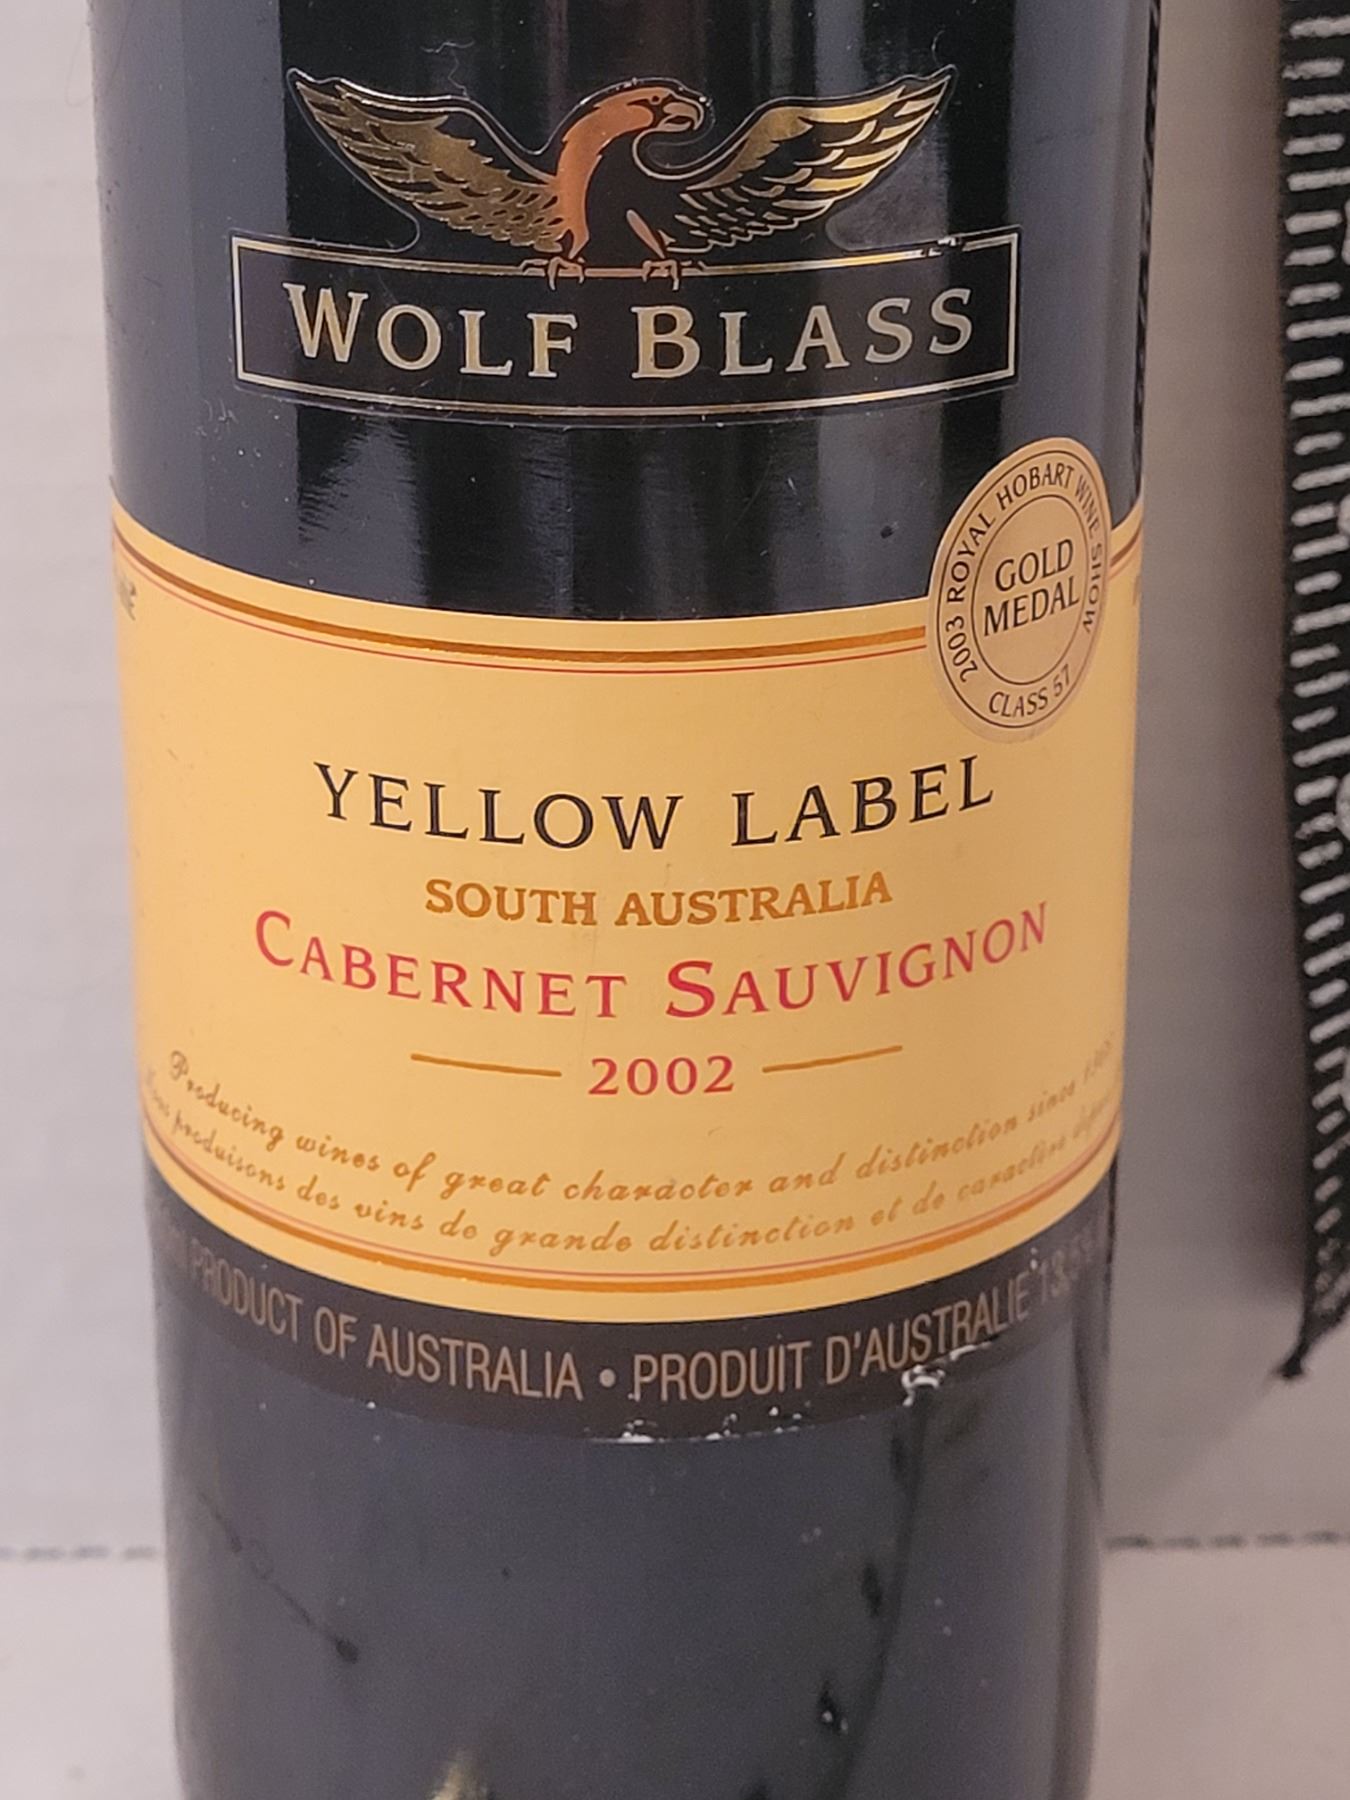 WOLF BLASS
2003 ROYAL HOBART WINE SHOW
GOLD
MEDAL
CLASS 57
YELLOW LABEL
SOUTH AUSTRALIA
CABERNET SAUVIGNON
2002
Producing wines of great character and distinction since
produisons des vins de grande distinction et de caractère
PRODUCT OF AUSTRALIA • PRODUIT D'AUSTRALIE